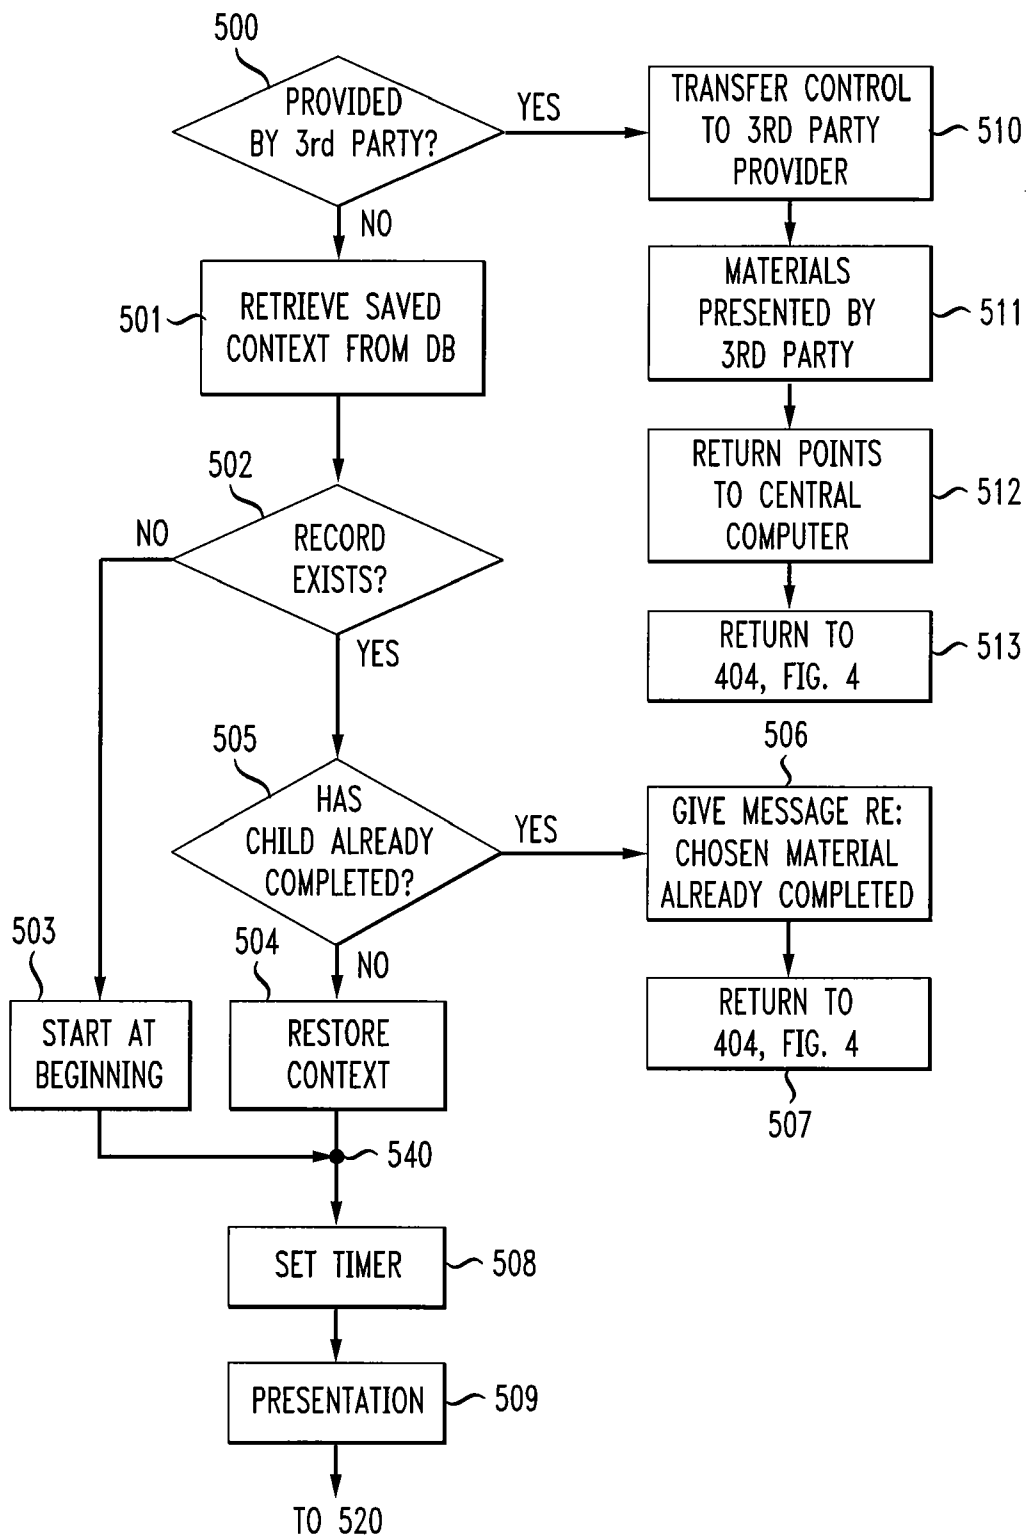 500
PROVIDED
BY 3rd PARTY?
YES
TRANSFER CONTROL
TO 3RD PARTY
PROVIDER
510
NO
501
RETRIEVE SAVED
CONTEXT FROM DB
MATERIALS
PRESENTED BY
3RD PARTY
511
502
RECORD
EXISTS?
NO
YES
RETURN POINTS
TO CENTRAL
COMPUTER
512
RETURN TO
404, FIG. 4
513
505
HAS
CHILD ALREADY
COMPLETED?
YES
506
GIVE MESSAGE RE:
CHOSEN MATERIAL
ALREADY COMPLETED
NO
503
START AT
BEGINNING
504
RESTORE
CONTEXT
RETURN TO
404, FIG. 4
507
540
SET TIMER
508
PRESENTATION
509
TO 520